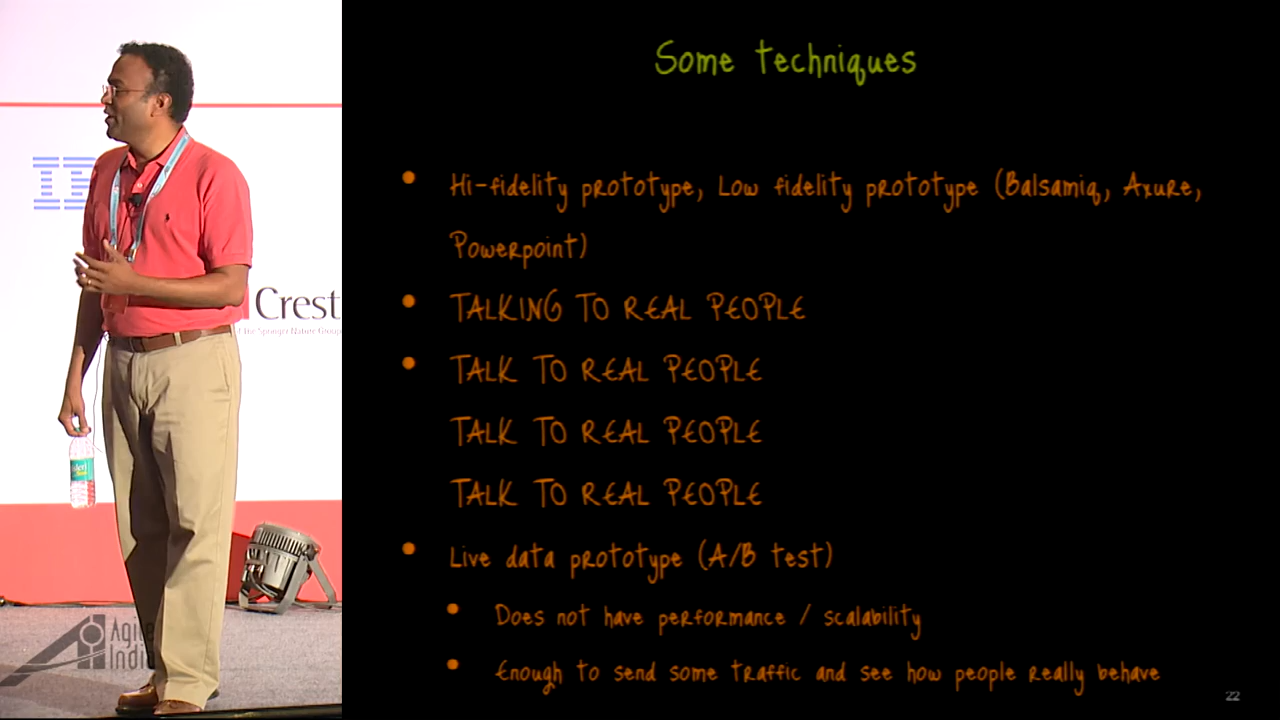 Some techniques
Hi-fidelity prototype, Low fidelity prototype (Balsamiq, Axure,
Powerpoint)
TALKING TO REAL PEOPLE
TALK TO REAL PEOPLE
TALK TO REAL PEOPLE
TALK TO REAL PEOPLE
Live data prototype (A/B test)
Does not have performance / scalability
Enough to send some traffic and see how people really behave
22
Crest
Agile
India